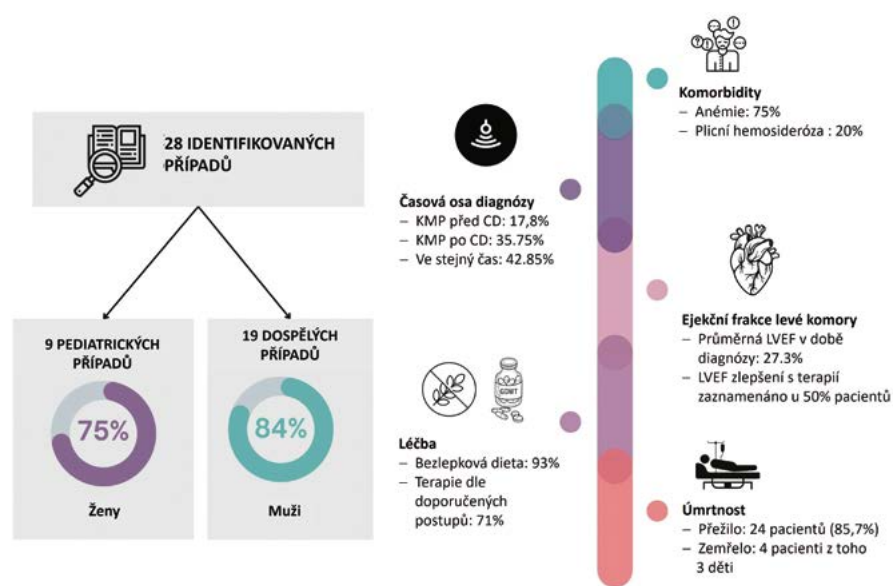 28 IDENTIFIKOVANÝCH
PŘÍPADŮ
9 PEDIATRICKÝCH
PŘÍPADŮ
75%
Ženy
19 DOSPĚLÝCH
PŘÍPADŮ
84%
Muži
Časová osa diagnózy
– KMP před CD: 17,8%
– KMP po CD: 35.75%
– Ve stejný čas: 42.85%
GDMT
Léčba
– Bezlepková dieta: 93%
– Terapie dle
doporučených
postupů: 71%
Komorbidity
– Anémie: 75%
– Plicní hemosideróza : 20%
Ejekční frakce levé komory
– Průměrná LVEF v době
diagnózy: 27.3%
– LVEF zlepšení s terapií
zaznamenáno u 50% pacientů
Úmrtnost
– Přežilo: 24 pacientů (85,7%)
– Zemřelo: 4 pacienti z toho
3 děti